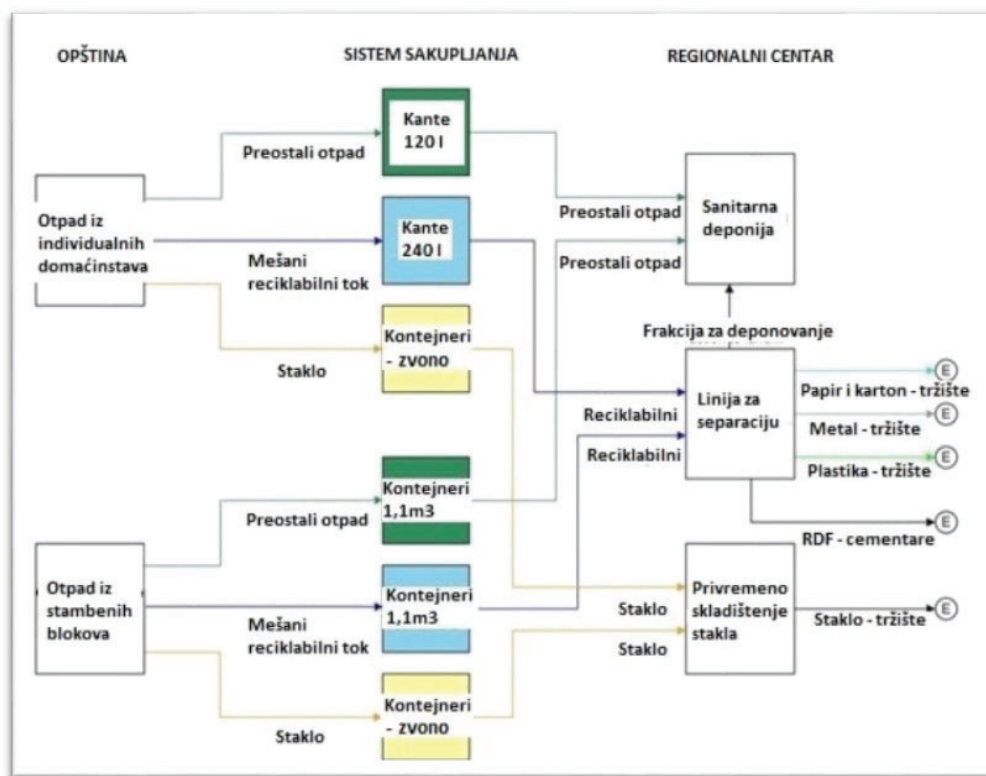 OPŠTINA
SISTEM SAKUPLJANJA
REGIONALNI CENTAR
Otpad iz
individualnih
domaćinstava
Preostali otpad
Mešani
reciklabilni tok
Staklo
Kante
120 l
Kante
240 l
Kontejneri
- zvono
Otpad iz
stambenih
blokova
Preostali otpad
Mešani
reciklabilni tok
Staklo
Kontejneri
1,1m3
Kontejneri
1,1m3
Kontejneri
- zvono
Preostali otpad
Preostali otpad
Sanitarna
deponija
Frakcija za deponovanje
Reciklabilni
Reciklabilni
Linija za
separaciju
E
Papir i karton - tržište
E
Metal - tržište
E
Plastika - tržište
E
RDF - cementare
Staklo
Staklo
Privremeno
skladištenje
stakla
E
Staklo - tržište